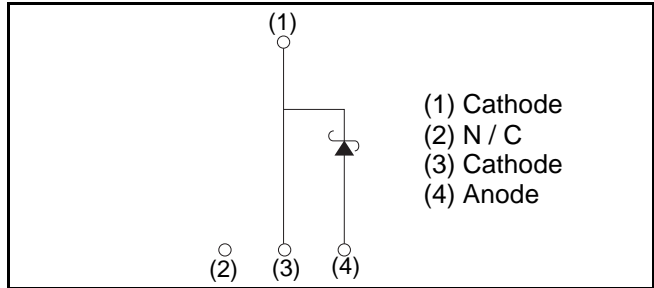 (1)
(1) Cathode
(2) N / C
(3) Cathode
(4) Anode
(2) (3) (4)